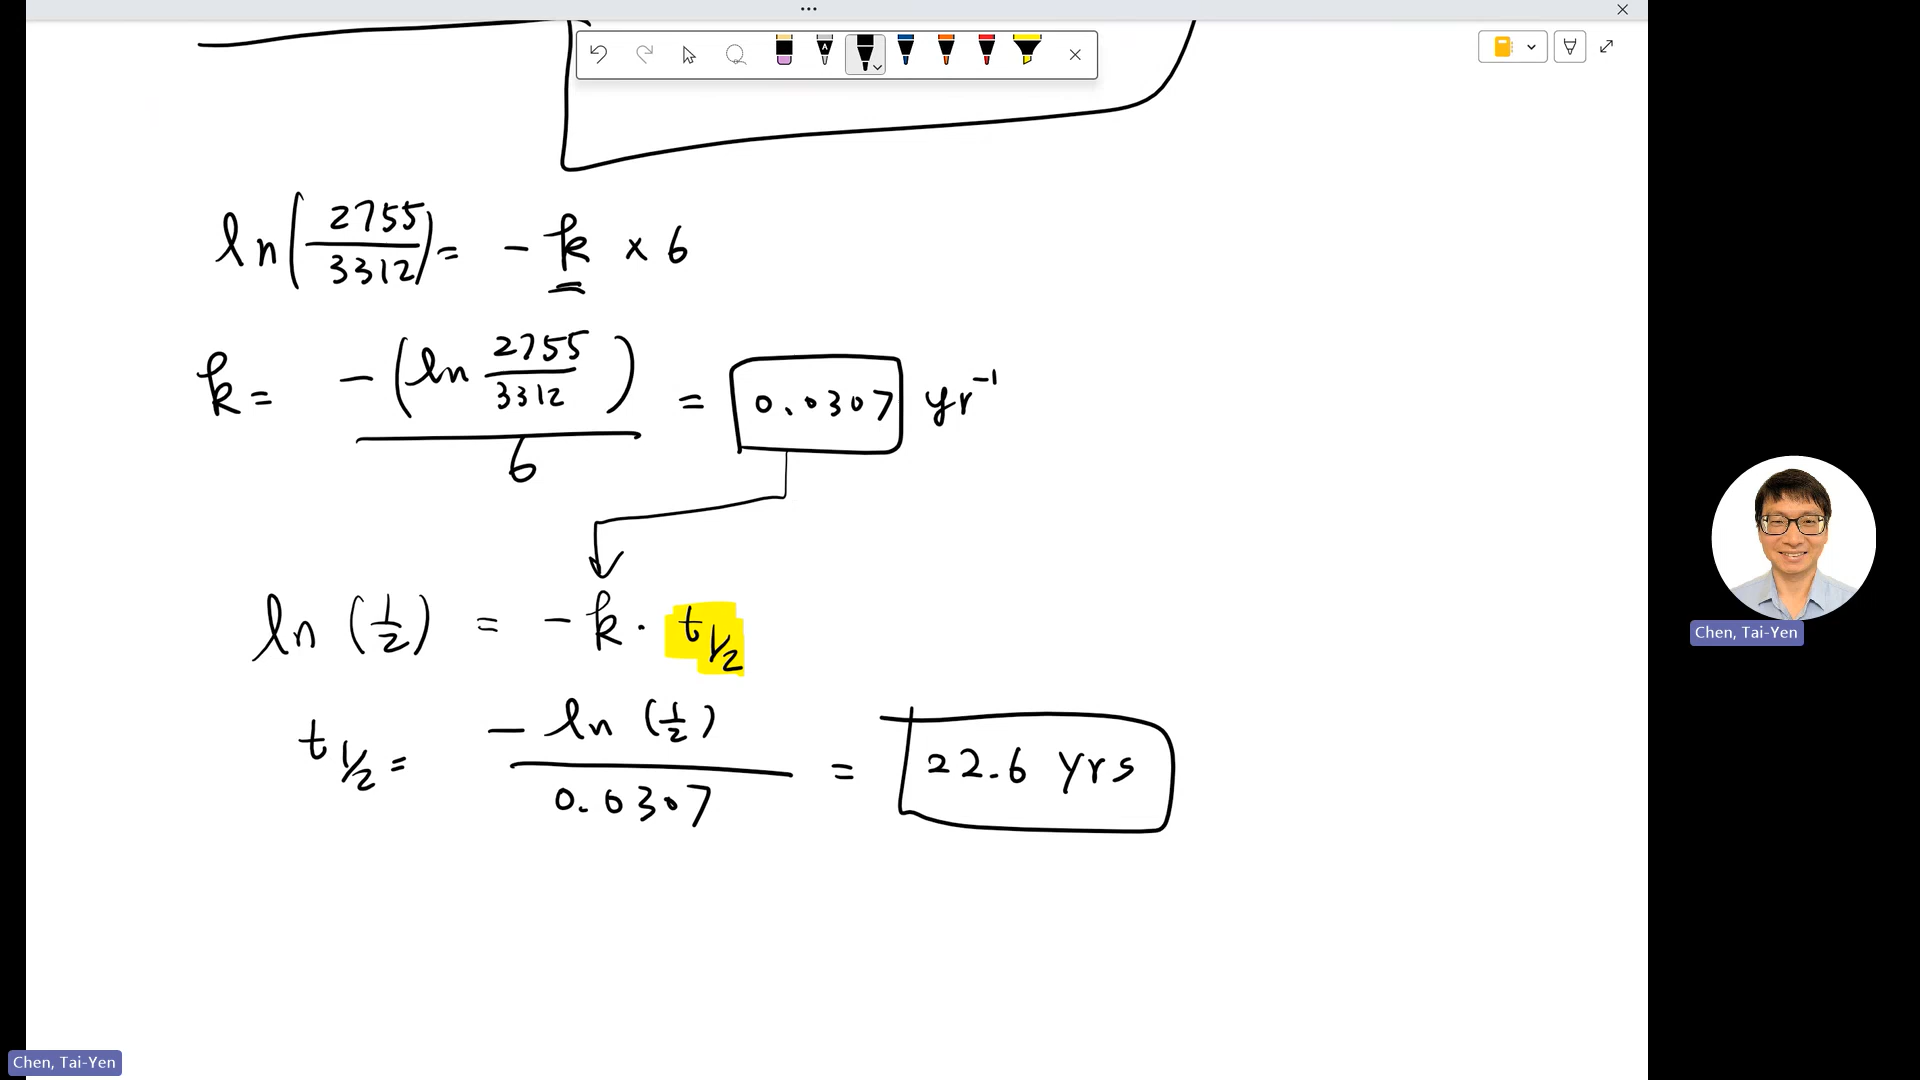 ln(2755/3312) = - k × 6
k = -(ln 2755/3312)/6 = 0.0307 yr⁻¹
ln (1/2) = - k · t1/2
t1/2 = - ln (1/2)/0.0307 = 22.6 yrs
Chen, Tai-Yen
Chen, Tai-Yen